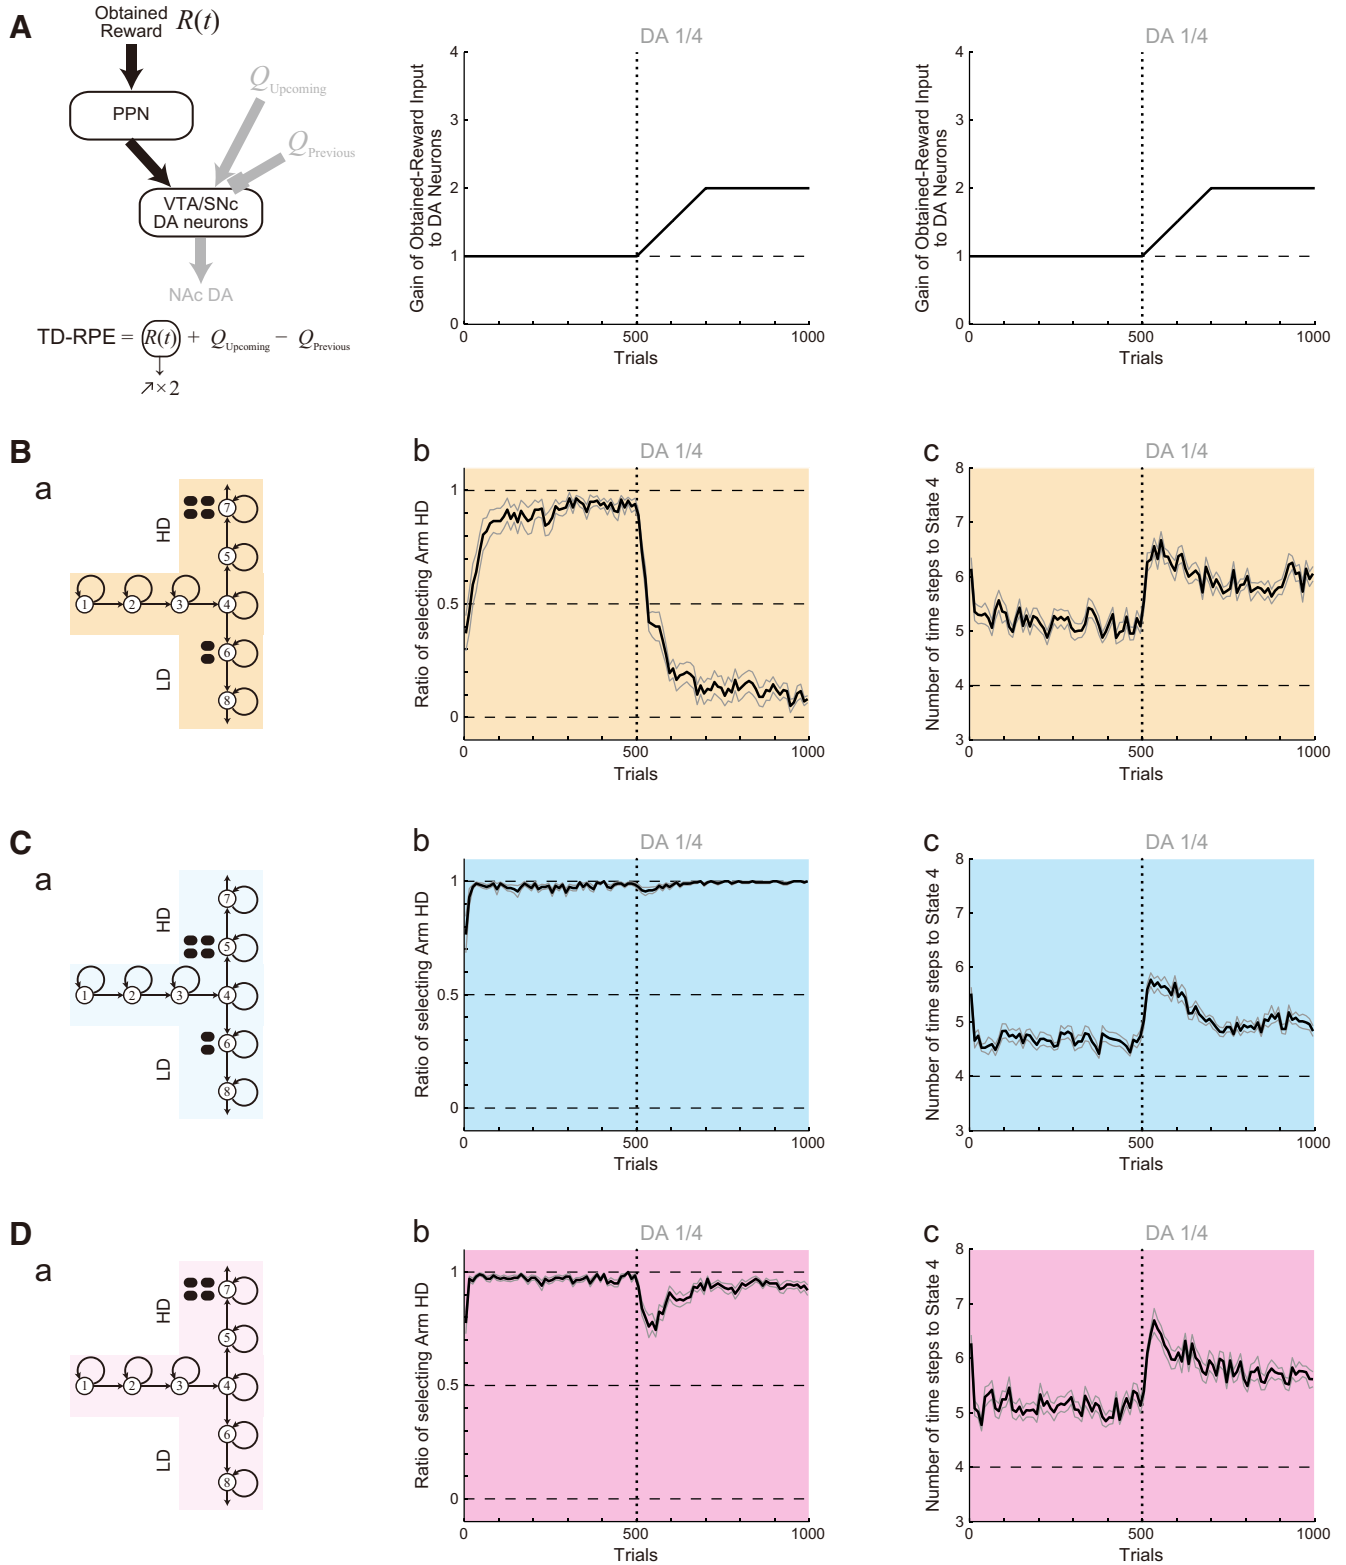 A
Obtained
Reward R(t)
PPN
Q Upcoming
Q Previous
VTA/SNc
DA neurons
NAc DA
TD-RPE = R(t) + Q Upcoming − Q Previous
↓
↗×2
DA 1/4
Gain of Obtained-Reward Input
to DA Neurons
4
3
2
1
0
0
500
1000
Trials
DA 1/4
Gain of Obtained-Reward Input
to DA Neurons
4
3
2
1
0
0
500
1000
Trials
B
a
HD
LD
7
5
1
2
3
4
6
8
b
DA 1/4
Ratio of selecting Arm HD
1
0.5
0
0
500
1000
Trials
c
DA 1/4
Number of time steps to State 4
8
7
6
5
4
3
0
500
1000
Trials
C
a
HD
LD
7
5
1
2
3
4
6
8
b
DA 1/4
Ratio of selecting Arm HD
1
0.5
0
0
500
1000
Trials
c
DA 1/4
Number of time steps to State 4
8
7
6
5
4
3
0
500
1000
Trials
D
a
HD
LD
7
5
1
2
3
4
6
8
b
DA 1/4
Ratio of selecting Arm HD
1
0.5
0
0
500
1000
Trials
c
DA 1/4
Number of time steps to State 4
8
7
6
5
4
3
0
500
1000
Trials